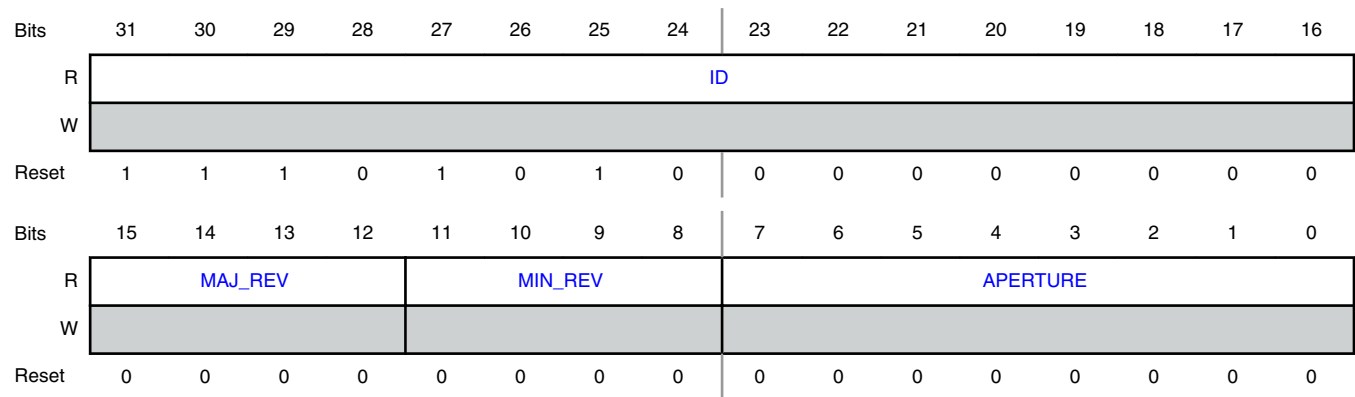 Bits 31 30 29 28 27 26 25 24 23 22 21 20 19 18 17 16
R ID
W
Reset 1 1 1 0 1 0 1 0 0 0 0 0 0 0 0 0
Bits 15 14 13 12 11 10 9 8 7 6 5 4 3 2 1 0
R MAJ_REV MIN_REV APERTURE
W
Reset 0 0 0 0 0 0 0 0 0 0 0 0 0 0 0 0